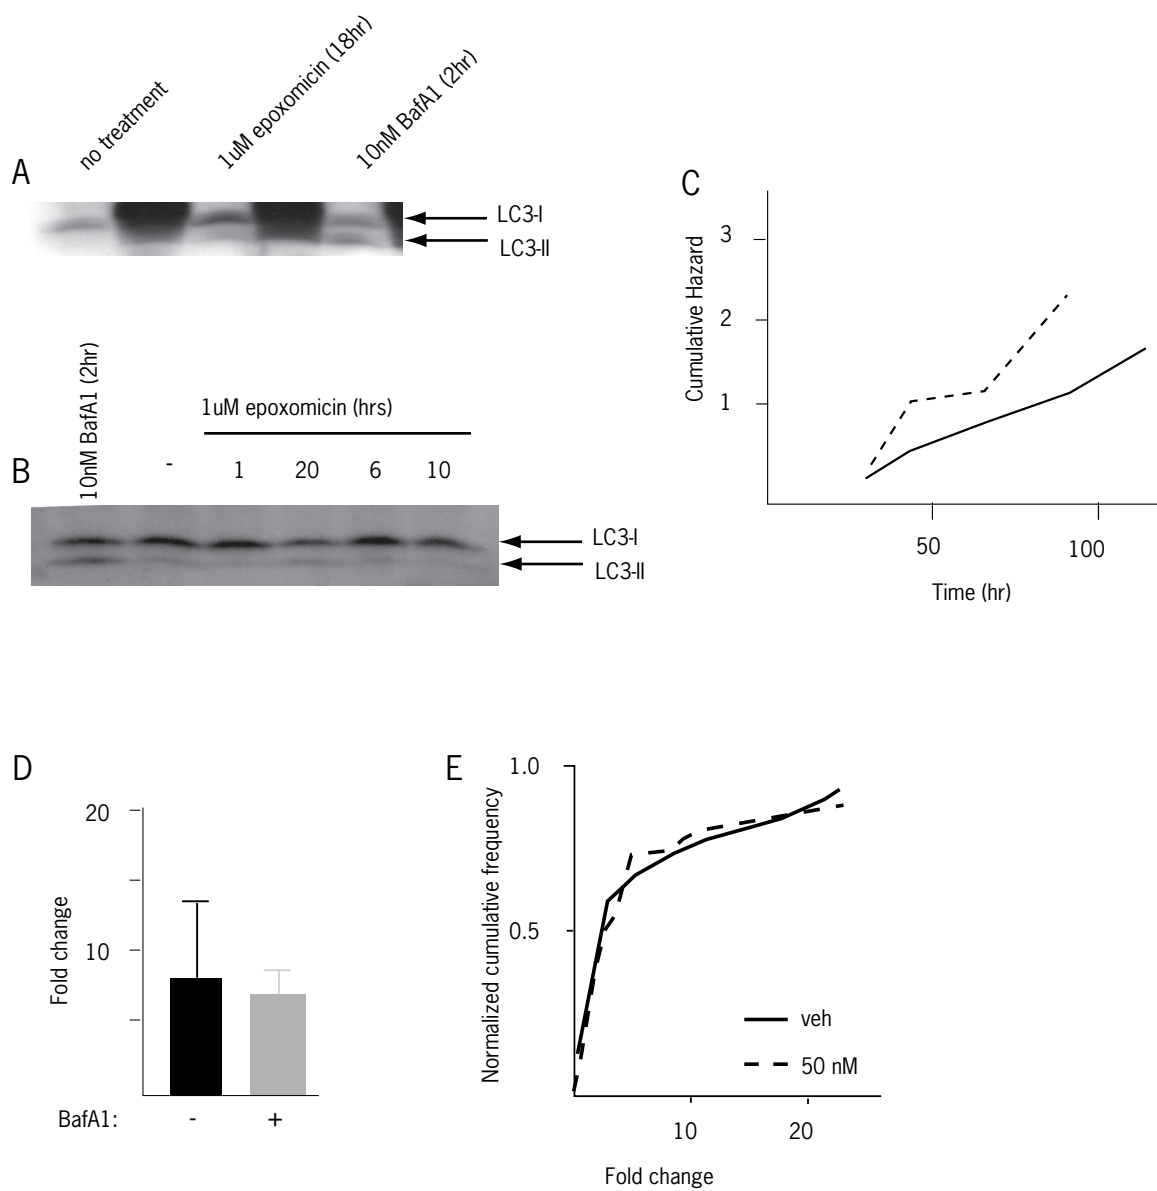 A
no treatment
1uM epoxomicin (18hr)
10nM BafA1 (2hr)
LC3-I
LC3-II
B
10nM BafA1 (2hr)
1uM epoxomicin (hrs)
- 1 20 6 10
LC3-I
LC3-II
C
Cumulative Hazard
3
2
1
50 100
Time (hr)
D
Fold change
20
10
BafA1: - +
E
Normalized cumulative frequency
1.0
0.5
veh
50 nM
10 20
Fold change